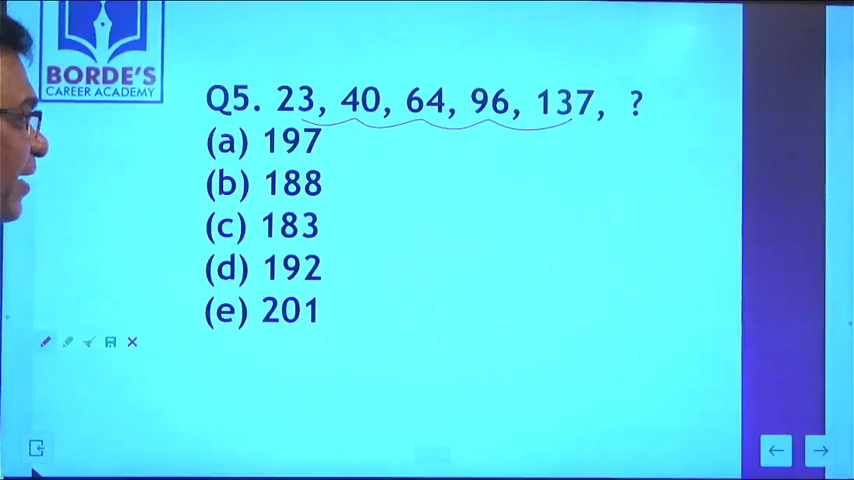 BORDE'S
CAREER ACADEMY
Q5. 23, 40, 64, 96, 137, ?
(a) 197
(b) 188
(c) 183
(d) 192
(e) 201